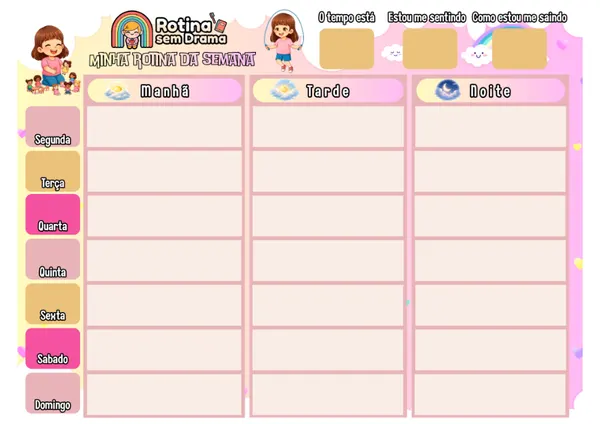 Rotina
sem Drama
MINHA ROTINA DA SEMANA
O tempo está
Estou me sentindo
Como estou me saindo
Manhã
Tarde
Noite
Segunda
Terça
Quarta
Quinta
Sexta
Sabado
Domingo